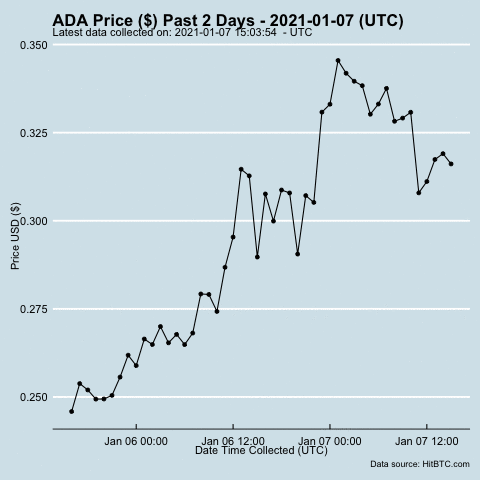 ADA Price ($) Past 2 Days - 2021-01-07 (UTC)
Latest data collected on: 2021-01-07 15:03:54  - UTC
0.350
0.325
0.300
0.275
0.250
Price USD ($)
Jan 06 00:00 Jan 06 12:00 Jan 07 00:00 Jan 07 12:00
Date Time Collected (UTC)
Data source: HitBTC.com